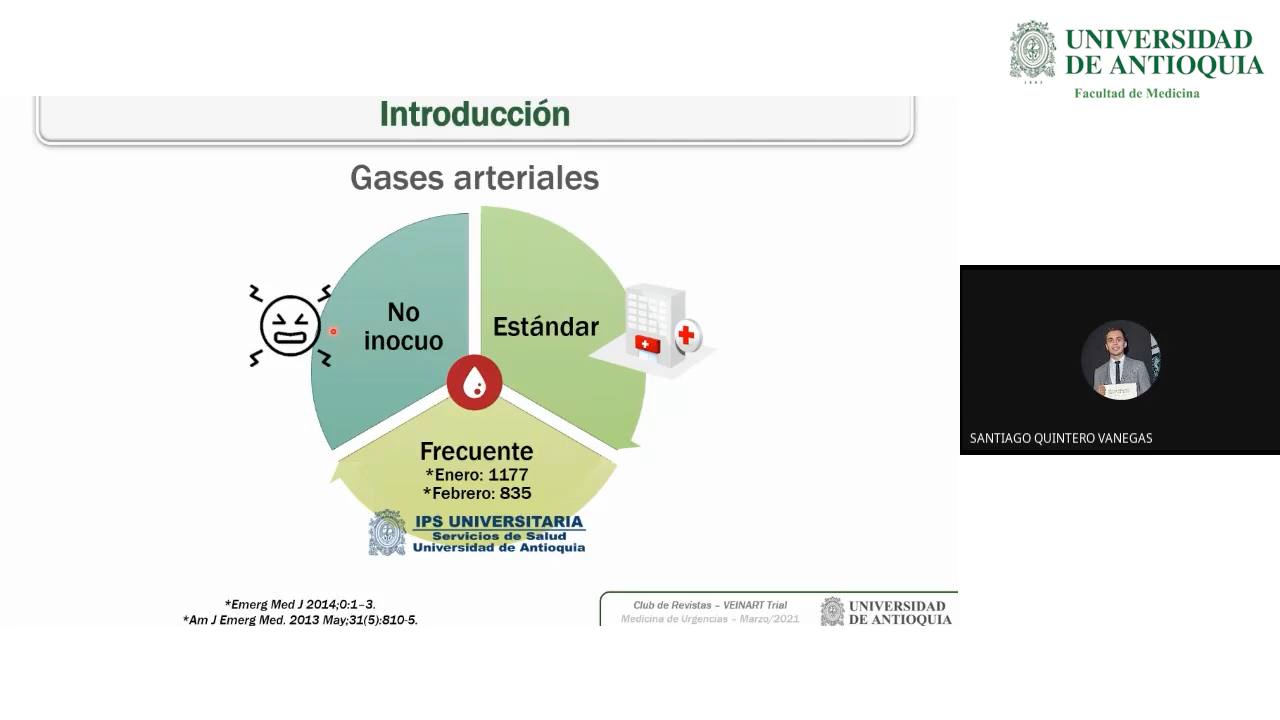 UNIVERSIDAD
DE ANTIOQUIA
1803
Facultad de Medicina
Introducción
Gases arteriales
No
inocuo
Estándar
Frecuente
*Enero: 1177
*Febrero: 835
IPS UNIVERSITARIA
Servicios de Salud
Universidad de Antioquia
*Emerg Med J 2014;0:1–3.
*Am J Emerg Med. 2013 May;31(5):810-5.
Club de Revistas – VEINART Trial
Medicina de Urgencias – Marzo/2021
UNIVERSIDAD
DE ANTIOQUIA
SANTIAGO QUINTERO VANEGAS